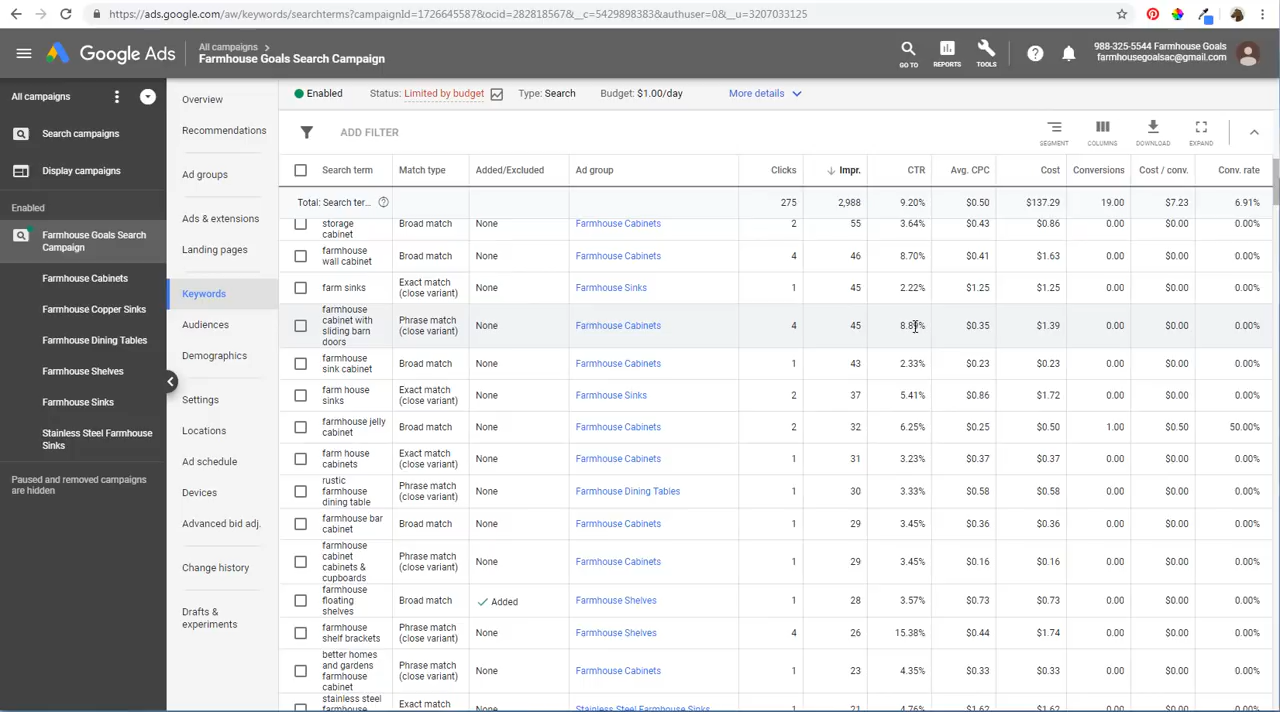 https://ads.google.com/aw/keywords/searchterms?campaignId=1726645587&ocid=282818567&__c=5429898383&authuser=0&__u=3207033125
Google Ads
All campaigns
Farmhouse Goals Search Campaign
GO TO
REPORTS
TOOLS
988-325-5544 Farmhouse Goals
farmhousegoalsac@gmail.com
All campaigns
Search campaigns
Display campaigns
Enabled
Farmhouse Goals Search
Campaign
Farmhouse Cabinets
Farmhouse Copper Sinks
Farmhouse Dining Tables
Farmhouse Shelves
Farmhouse Sinks
Stainless Steel Farmhouse
Sinks
Paused and removed campaigns
are hidden
Overview
Recommendations
Ad groups
Ads & extensions
Landing pages
Keywords
Audiences
Demographics
Settings
Locations
Ad schedule
Devices
Advanced bid adj.
Change history
Drafts &
experiments
Enabled Status: Limited by budget Type: Search Budget: $1.00/day More details
ADD FILTER
SEGMENT COLUMNS DOWNLOAD EXPAND
Search term Match type Added/Excluded Ad group Clicks Impr. CTR Avg. CPC Cost Conversions Cost / conv. Conv. rate
Total: Search ter... 275 2,988 9.20% $0.50 $137.29 19.00 $7.23 6.91%
storage
cabinet Broad match None Farmhouse Cabinets 2 55 3.64% $0.43 $0.86 0.00 $0.00 0.00%
farmhouse
wall cabinet Broad match None Farmhouse Cabinets 4 46 8.70% $0.41 $1.63 0.00 $0.00 0.00%
farm sinks Exact match
(close variant) None Farmhouse Sinks 1 45 2.22% $1.25 $1.25 0.00 $0.00 0.00%
farmhouse
cabinet with
sliding barn
doors Phrase match
(close variant) None Farmhouse Cabinets 4 45 $0.35 $1.39 0.00 $0.00 0.00%
farmhouse
sink cabinet Broad match None Farmhouse Cabinets 1 43 2.33% $0.23 $0.23 0.00 $0.00 0.00%
farm house
sinks Exact match
(close variant) None Farmhouse Sinks 2 37 5.41% $0.86 $1.72 0.00 $0.00 0.00%
farmhouse jelly
cabinet Broad match None Farmhouse Cabinets 2 32 6.25% $0.25 $0.50 1.00 $0.50 50.00%
farm house
cabinets Exact match
(close variant) None Farmhouse Cabinets 1 31 3.23% $0.37 $0.37 0.00 $0.00 0.00%
rustic
farmhouse
dining table Phrase match
(close variant) None Farmhouse Dining Tables 1 30 3.33% $0.58 $0.58 0.00 $0.00 0.00%
farmhouse bar
cabinet Broad match None Farmhouse Cabinets 1 29 3.45% $0.36 $0.36 0.00 $0.00 0.00%
farmhouse
cabinet
cabinets &
cupboards Phrase match
(close variant) None Farmhouse Cabinets 1 29 3.45% $0.16 $0.16 0.00 $0.00 0.00%
farmhouse
floating
shelves Broad match Added Farmhouse Shelves 1 28 3.57% $0.73 $0.73 0.00 $0.00 0.00%
farmhouse
shelf brackets Phrase match
(close variant) None Farmhouse Shelves 4 26 15.38% $0.44 $1.74 0.00 $0.00 0.00%
better homes
and gardens
farmhouse
cabinet Phrase match
(close variant) None Farmhouse Cabinets 1 23 4.35% $0.33 $0.33 0.00 $0.00 0.00%
stainless steel
farmhouse Exact match None Stainless Steel Farmhouse Sinks 1 21 4.76% $1.62 $1.62 0.00 $0.00 0.00%